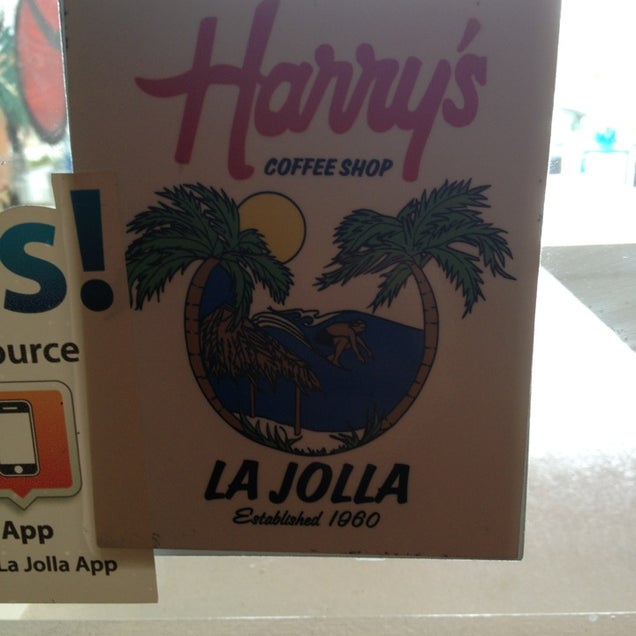 Harry's
COFFEE SHOP
LA JOLLA
Established 1960
s!
ource
App
La Jolla App